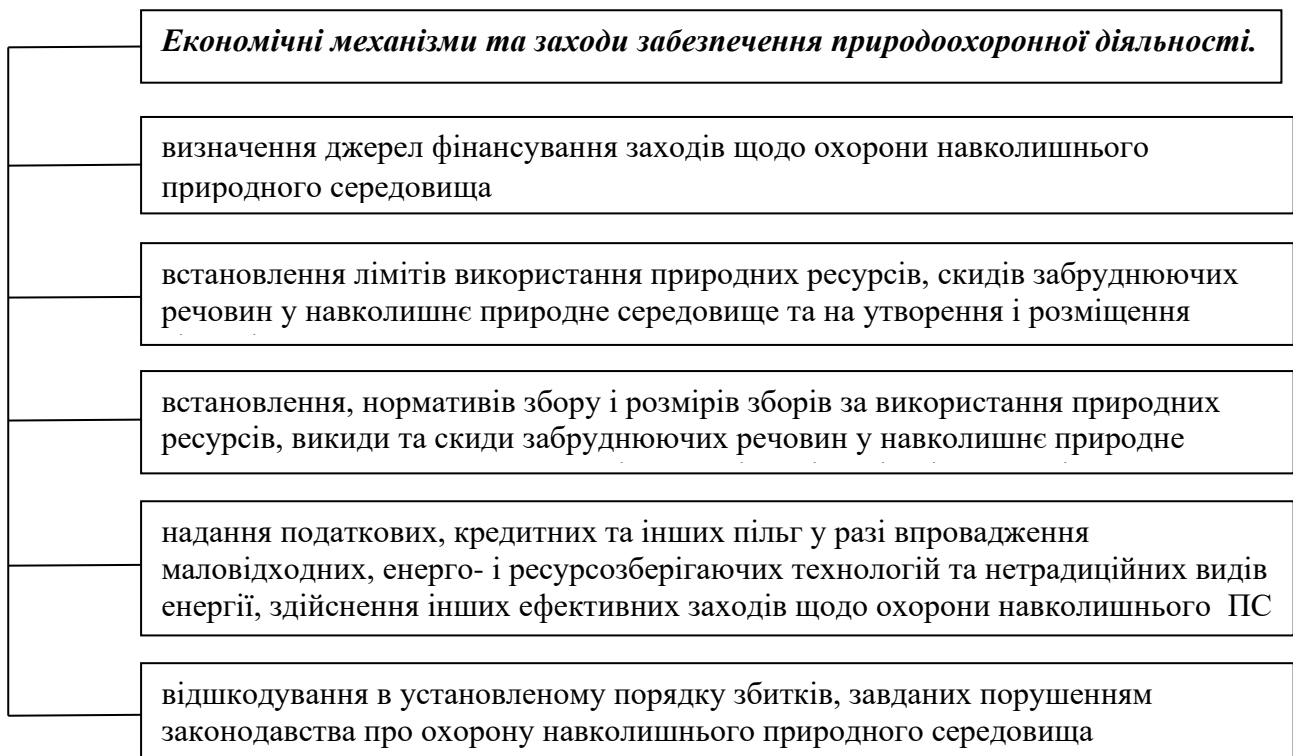 Економічні механізми та заходи забезпечення природоохоронної діяльності.
визначення джерел фінансування заходів щодо охорони навколишнього
природного середовища
встановлення лімітів використання природних ресурсів, скидів забруднюючих
речовин у навколишнє природне середовище та на утворення і розміщення
встановлення, нормативів збору і розмірів зборів за використання природних
ресурсів, викиди та скиди забруднюючих речовин у навколишнє природне
надання податкових, кредитних та інших пільг у разі впровадження
маловідходних, енерго- і ресурсозберігаючих технологій та нетрадиційних видів
енергії, здійснення інших ефективних заходів щодо охорони навколишнього ПС
відшкодування в установленому порядку збитків, завданих порушенням
законодавства про охорону навколишнього природного середовища